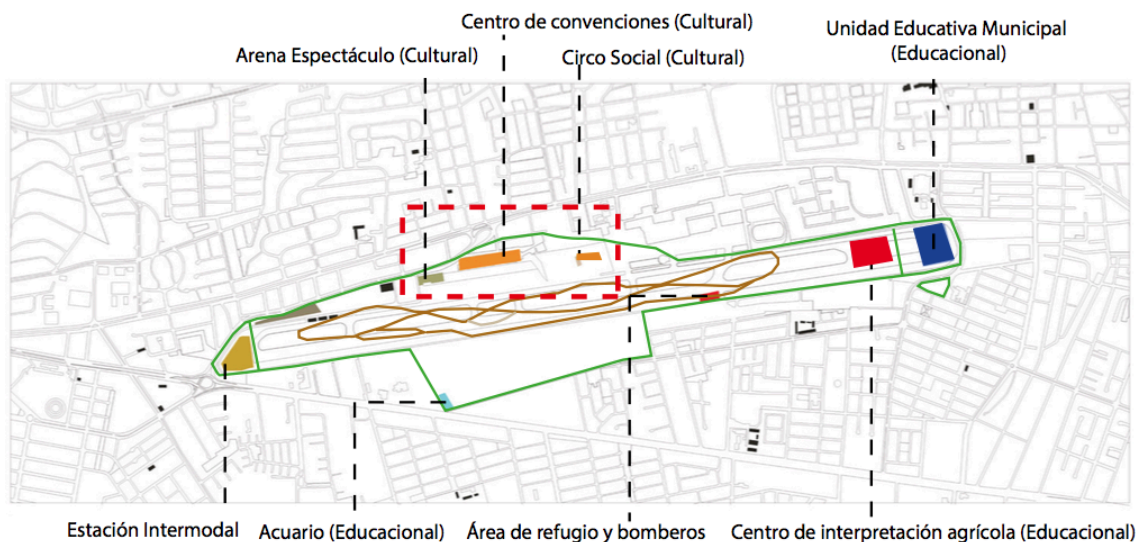 Centro de convenciones (Cultural)
Unidad Educativa Municipal
(Educacional)
Arena Espectáculo (Cultural)
Circo Social (Cultural)
Estación Intermodal
Acuario (Educacional)
Área de refugio y bomberos
Centro de interpretación agrícola (Educacional)